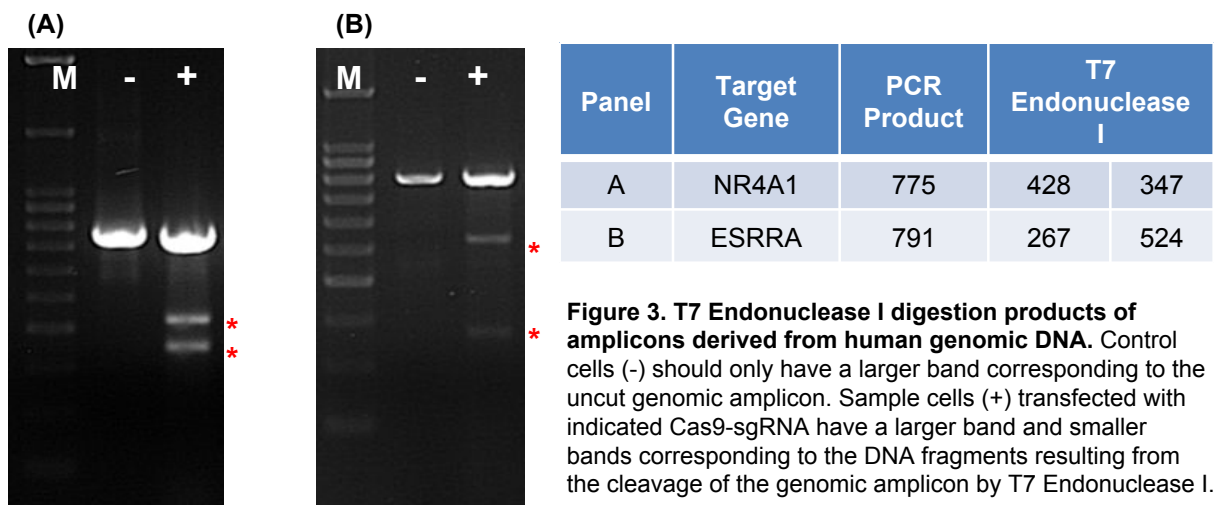 (A)
(B)
M - +
*
*
M - +
*
*
Panel Target Gene PCR Product T7 Endonuclease I
A NR4A1 775 428 347
B ESRRA 791 267 524
Figure 3. T7 Endonuclease I digestion products of
amplicons derived from human genomic DNA. Control
cells (-) should only have a larger band corresponding to the
uncut genomic amplicon. Sample cells (+) transfected with
indicated Cas9-sgRNA have a larger band and smaller
bands corresponding to the DNA fragments resulting from
the cleavage of the genomic amplicon by T7 Endonuclease I.